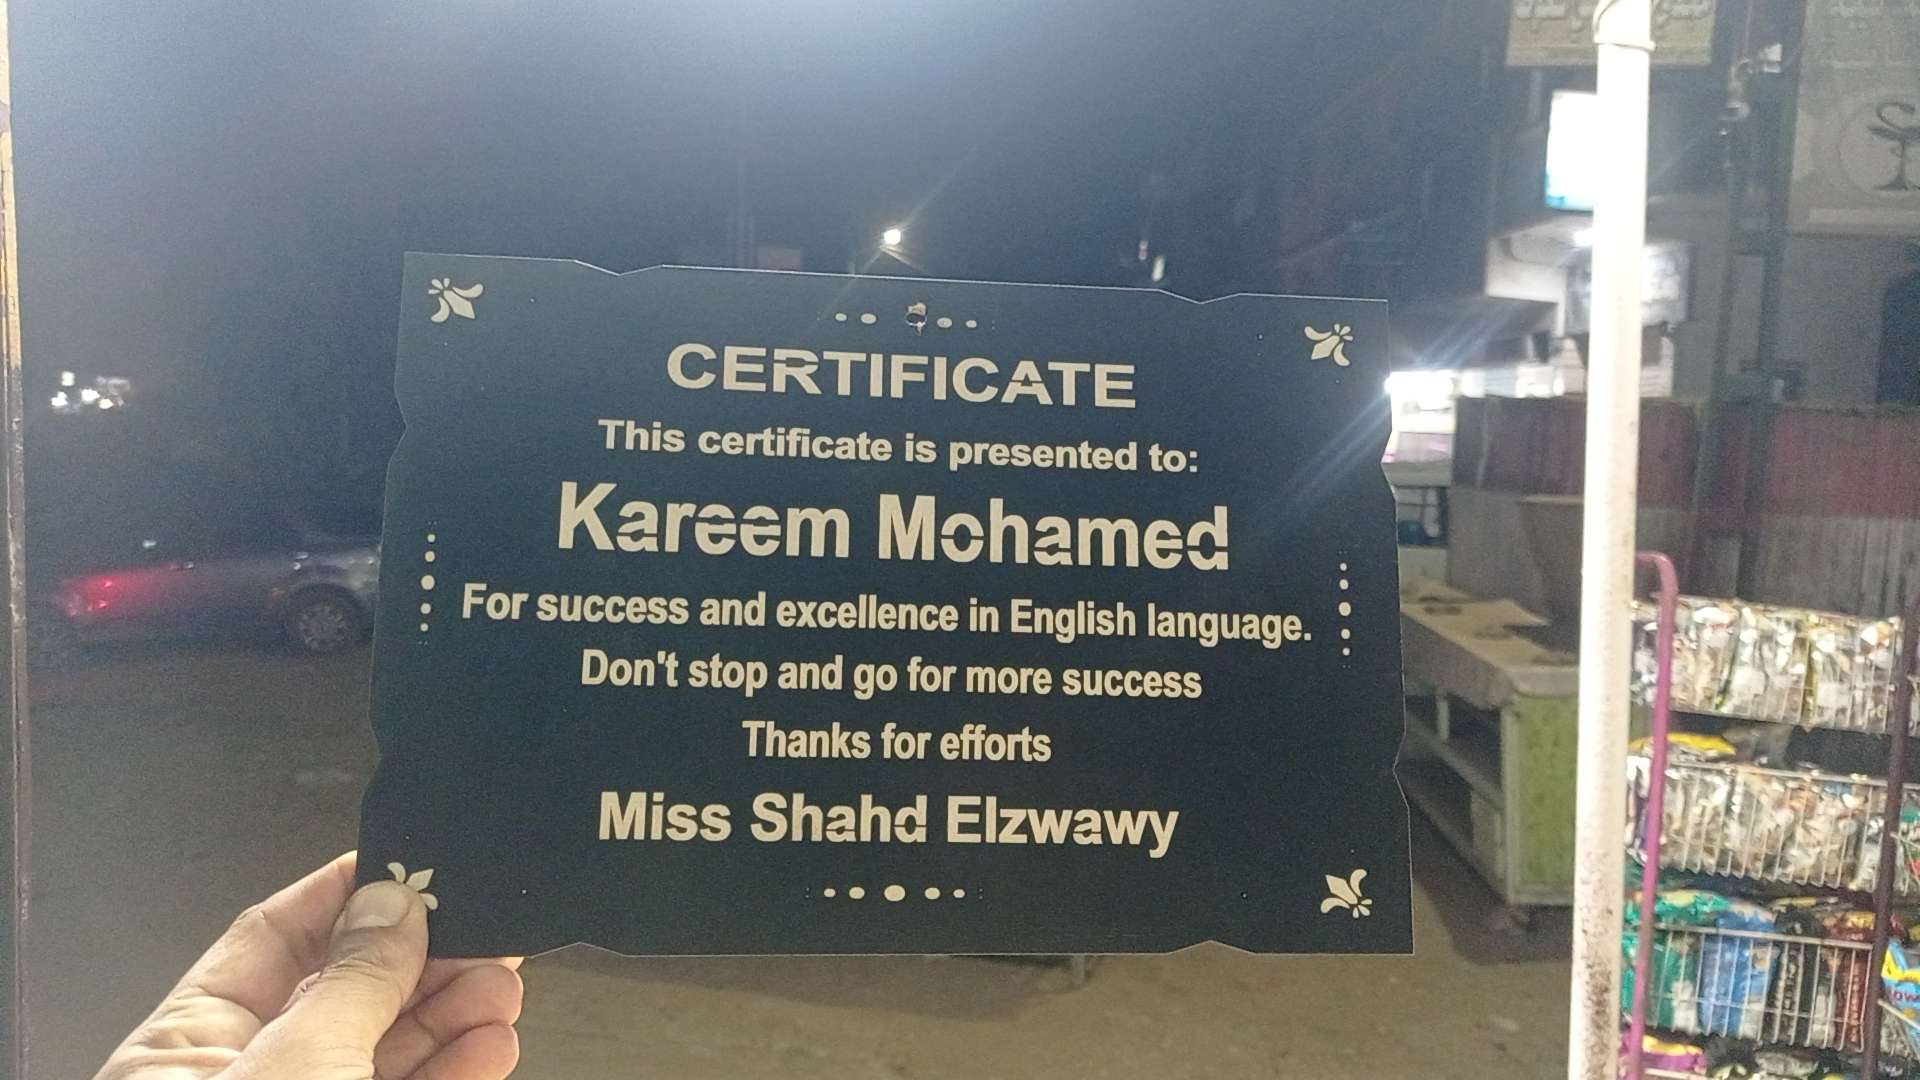 CERTIFICATE
This certificate is presented to:
Kareem Mohamed
For success and excellence in English language.
Don't stop and go for more success
Thanks for efforts
Miss Shahd Elzwawy